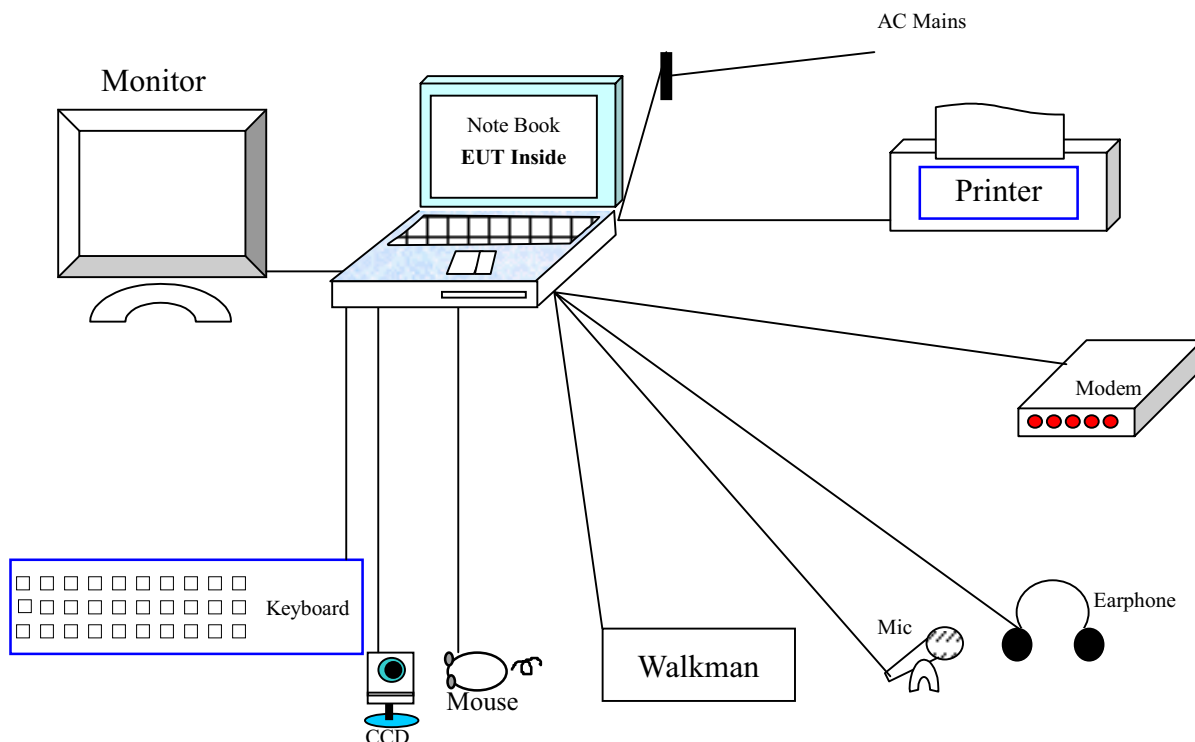 AC Mains
Monitor
Note Book
EUT Inside
Printer
Modem
Keyboard
Earphone
Mic
Walkman
Mouse
CCD